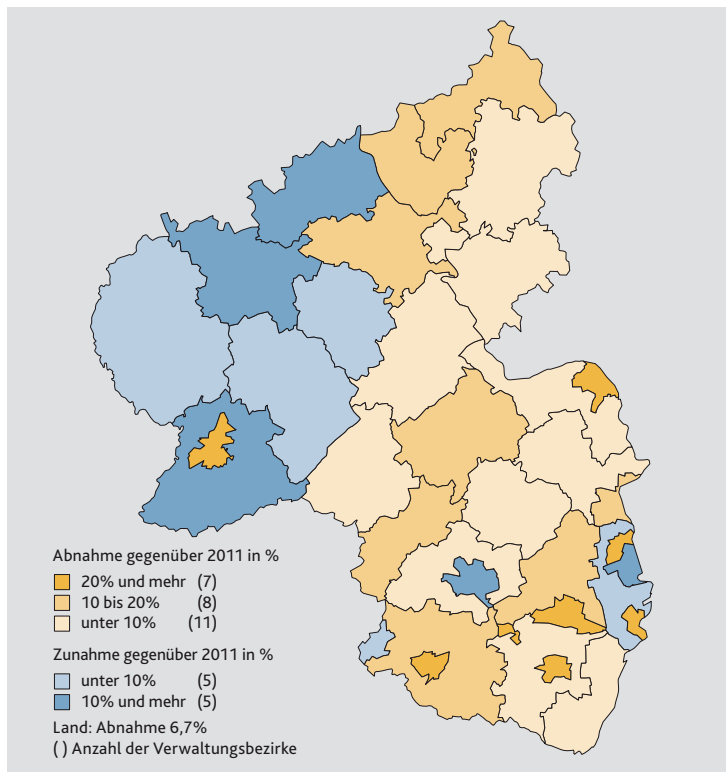 Abnahme gegenüber 2011 in %
20% und mehr (7)
10 bis 20% (8)
unter 10% (11)
Zunahme gegenüber 2011 in %
unter 10% (5)
10% und mehr (5)
Land: Abnahme 6,7%
( ) Anzahl der Verwaltungsbezirke